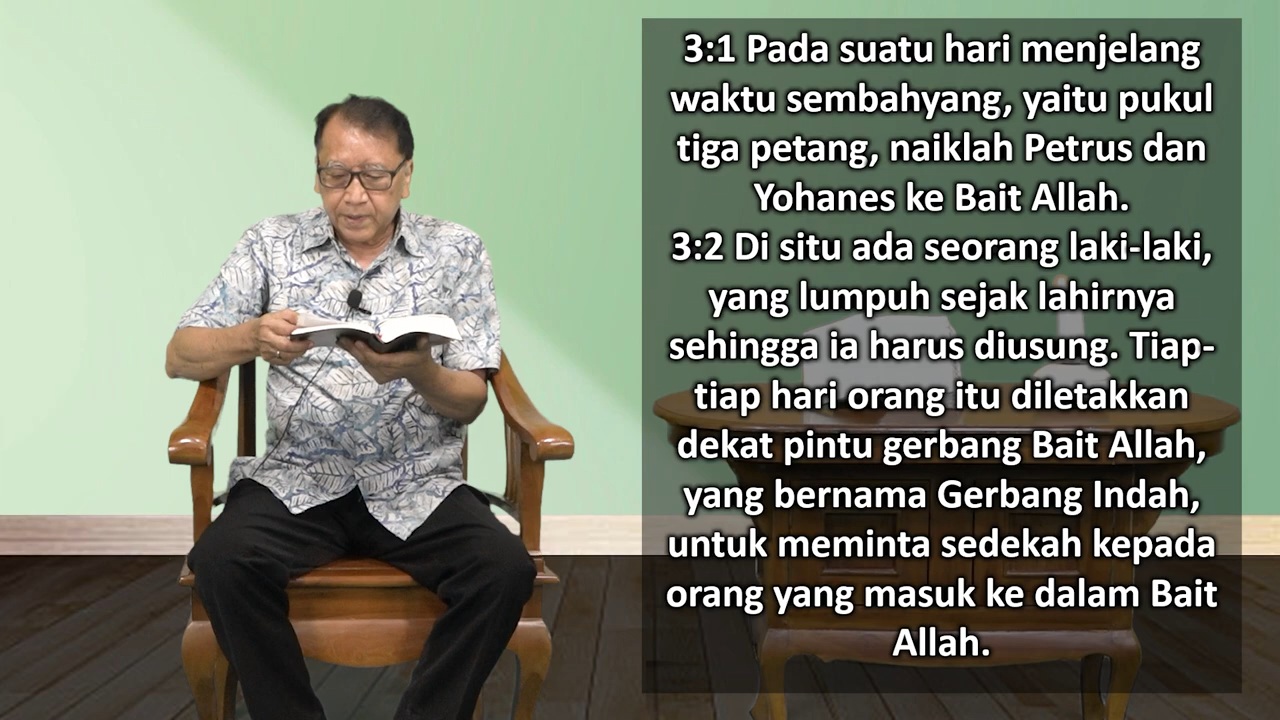 3:1 Pada suatu hari menjelang
waktu sembahyang, yaitu pukul
tiga petang, naiklah Petrus dan
Yohanes ke Bait Allah.
3:2 Di situ ada seorang laki-laki,
yang lumpuh sejak lahirnya
sehingga ia harus diusung. Tiap-
tiap hari orang itu diletakkan
dekat pintu gerbang Bait Allah,
yang bernama Gerbang Indah,
untuk meminta sedekah kepada
orang yang masuk ke dalam Bait
Allah.